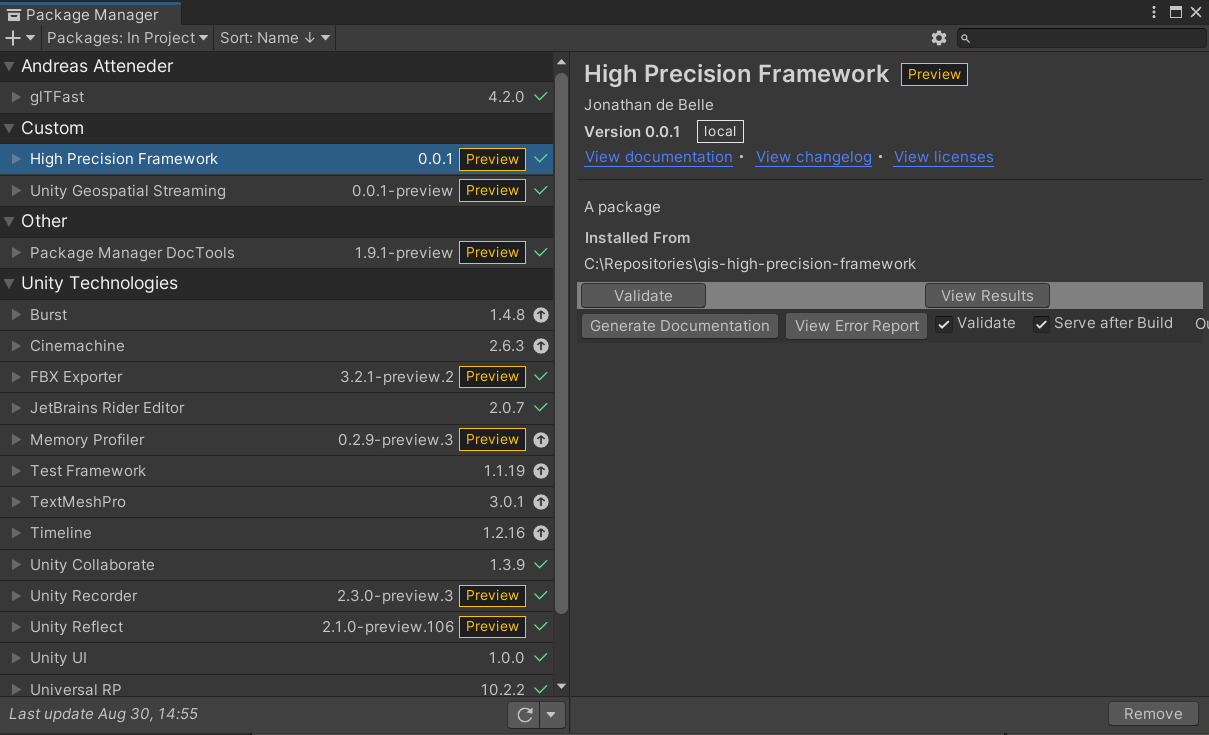 Package Manager
Packages: In Project
Sort: Name ↓
Andreas Atteneder
glTFast 4.2.0
Custom
High Precision Framework 0.0.1 Preview
Unity Geospatial Streaming 0.0.1-preview Preview
Other
Package Manager DocTools 1.9.1-preview Preview
Unity Technologies
Burst 1.4.8
Cinemachine 2.6.3
FBX Exporter 3.2.1-preview.2 Preview
JetBrains Rider Editor 2.0.7
Memory Profiler 0.2.9-preview.3 Preview
Test Framework 1.1.19
TextMeshPro 3.0.1
Timeline 1.2.16
Unity Collaborate 1.3.9
Unity Recorder 2.3.0-preview.3 Preview
Unity Reflect 2.1.0-preview.106 Preview
Unity UI 1.0.0
Universal RP 10.2.2
Last update Aug 30, 14:55
High Precision Framework Preview
Jonathan de Belle
Version 0.0.1 local
View documentation • View changelog • View licenses
A package
Installed From
C:\Repositories\gis-high-precision-framework
Validate View Results
Generate Documentation View Error Report Validate Serve after Build
Remove